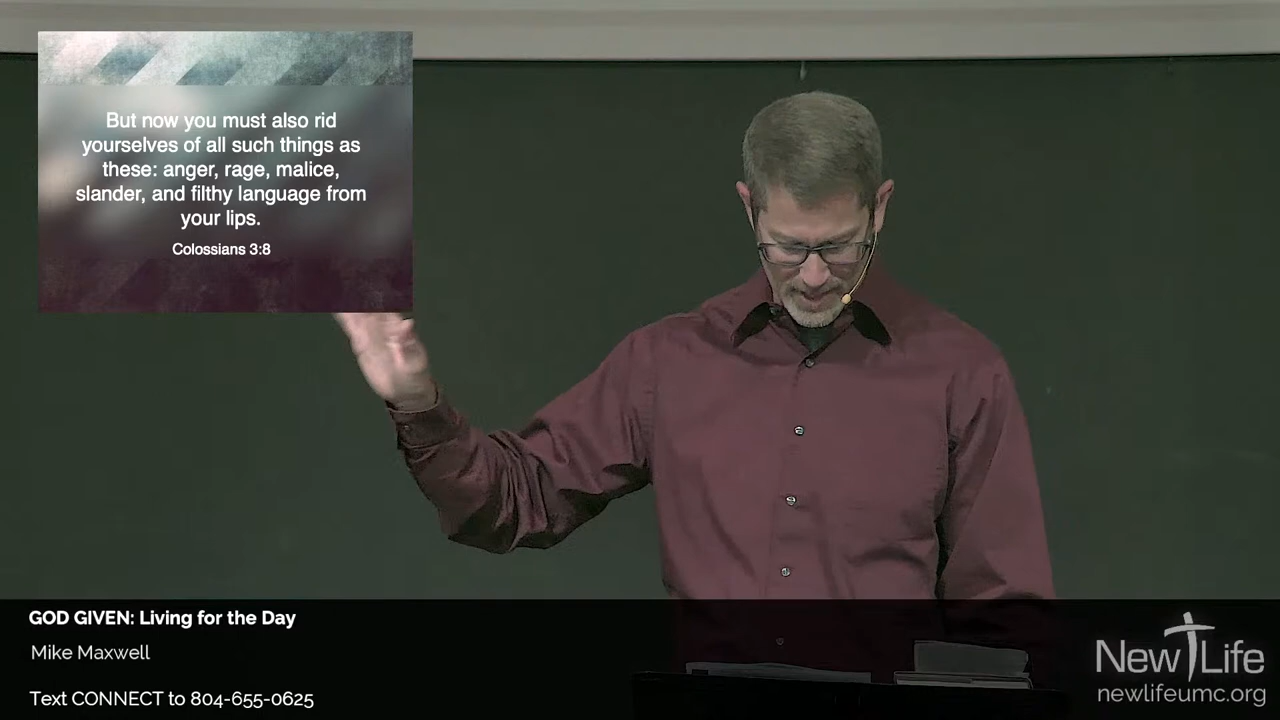 But now you must also rid
yourselves of all such things as
these: anger, rage, malice,
slander, and filthy language from
your lips.
Colossians 3:8
GOD GIVEN: Living for the Day
Mike Maxwell
Text CONNECT to 804-655-0625
New Life
newlifeumc.org